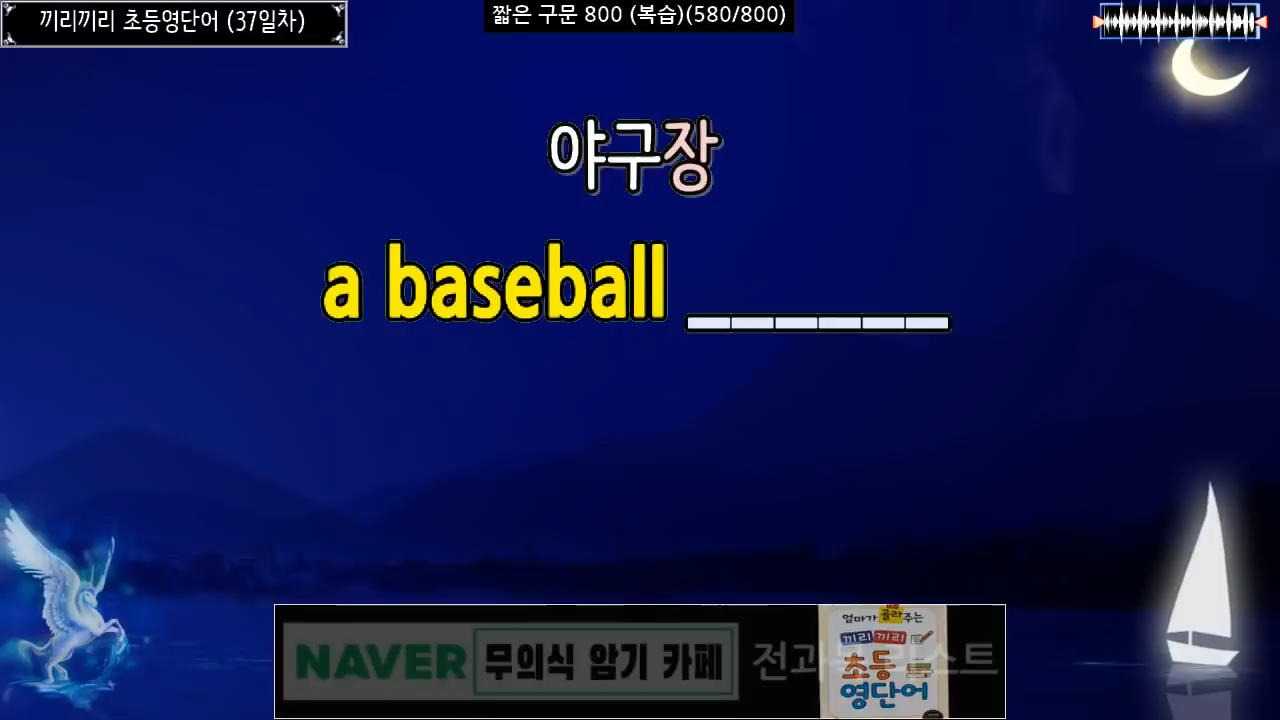 끼리끼리 초등영단어 (37일차)
짧은 구문 800 (복습)(580/800)
야구장
a baseball ______
NAVER 무의식 암기 카페
엄마가 골라주는
끼리끼리
초등
영단어